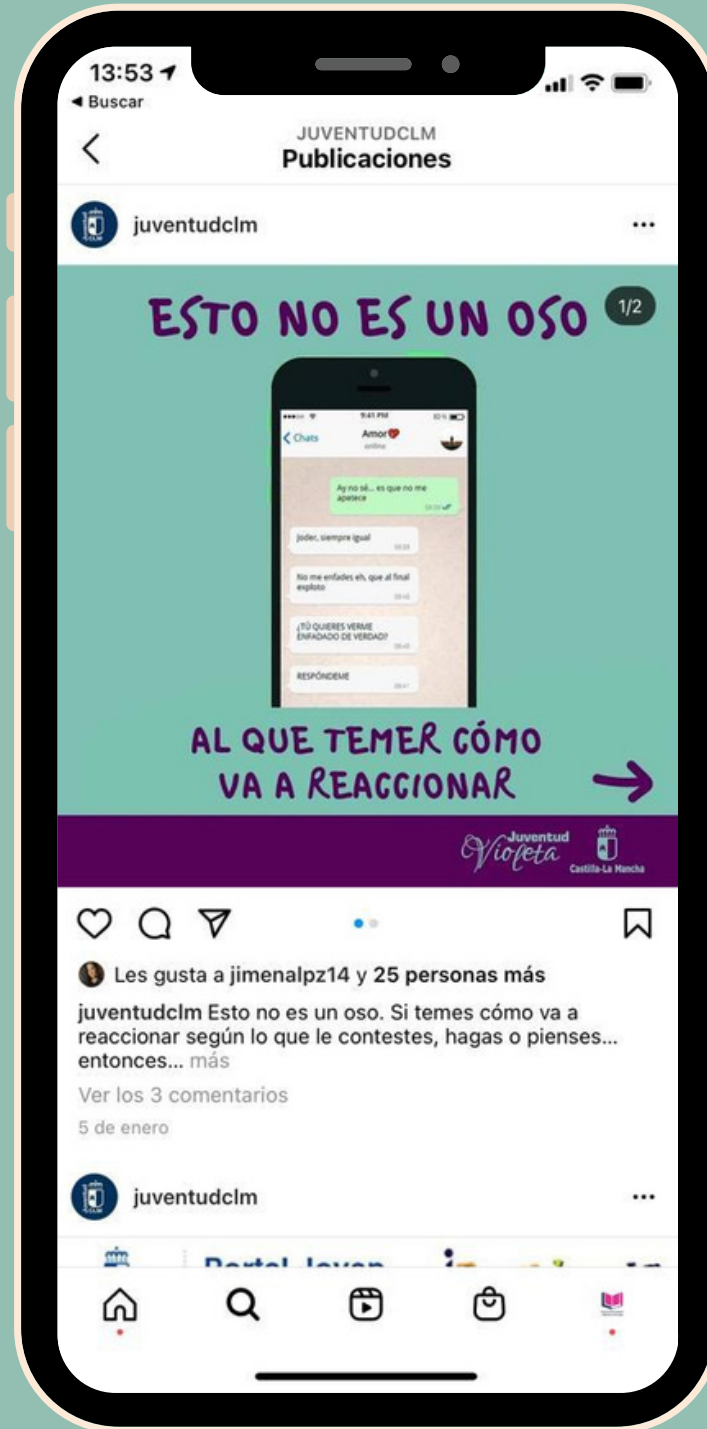 13:53
◀ Buscar
JUVENTUDCLM
Publicaciones
juventudclm
ESTO NO ES UN OSO
1/2
9:41 PM
Chats
Amor
online
Ay no sé... es que no me
apetece
Joder, siempre igual
No me enfades eh, que al final
exploto
¿TÚ QUIERES VERME
ENFADADO DE VERDAD?
RESPÓNDEME
AL QUE TEMER CÓMO
VA A REACCIONAR
Juventud
Violeta
Castilla-La Mancha
Les gusta a jimenalpz14 y 25 personas más
juventudclm Esto no es un oso. Si temes cómo va a
reaccionar según lo que le contestes, hagas o pienses...
entonces... más
Ver los 3 comentarios
5 de enero
juventudclm
Portal Joven